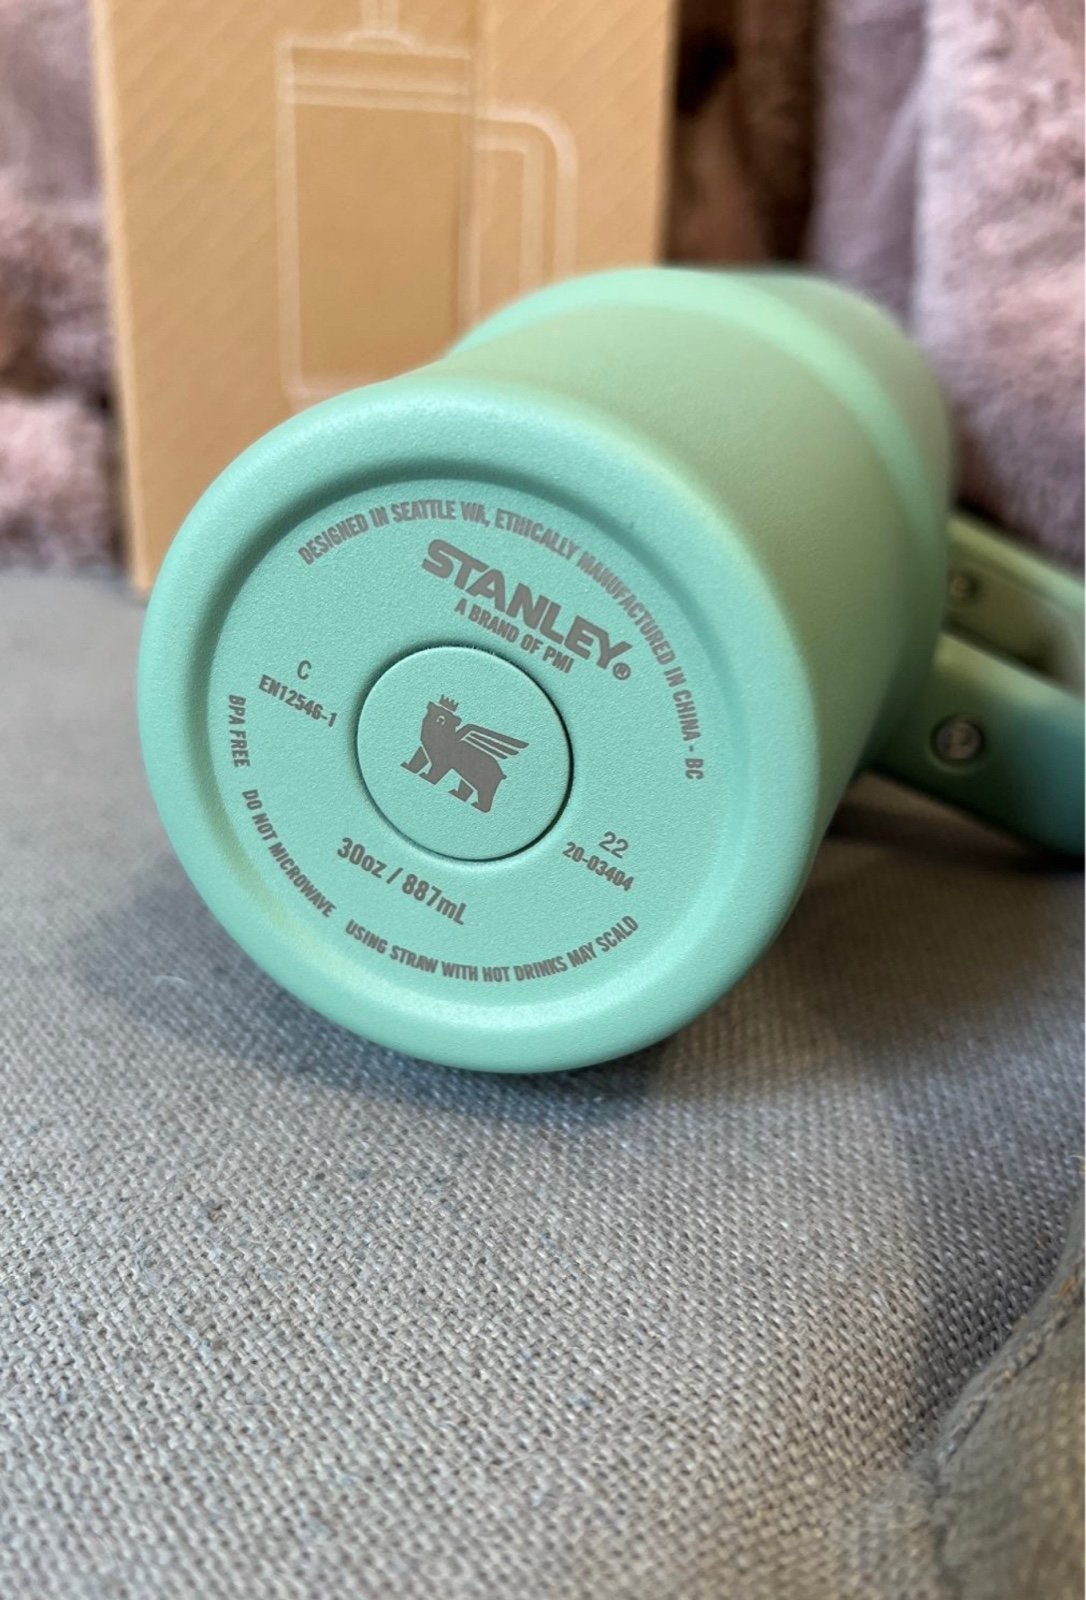 DESIGNED IN SEATTLE WA, ETHICALLY MANUFACTURED IN CHINA - BC
STANLEY®
A BRAND OF PMI
C
EN12546-1
22
20-03404
30oz / 887mL
BPA FREE DO NOT MICROWAVE USING STRAW WITH HOT DRINKS MAY SCALD